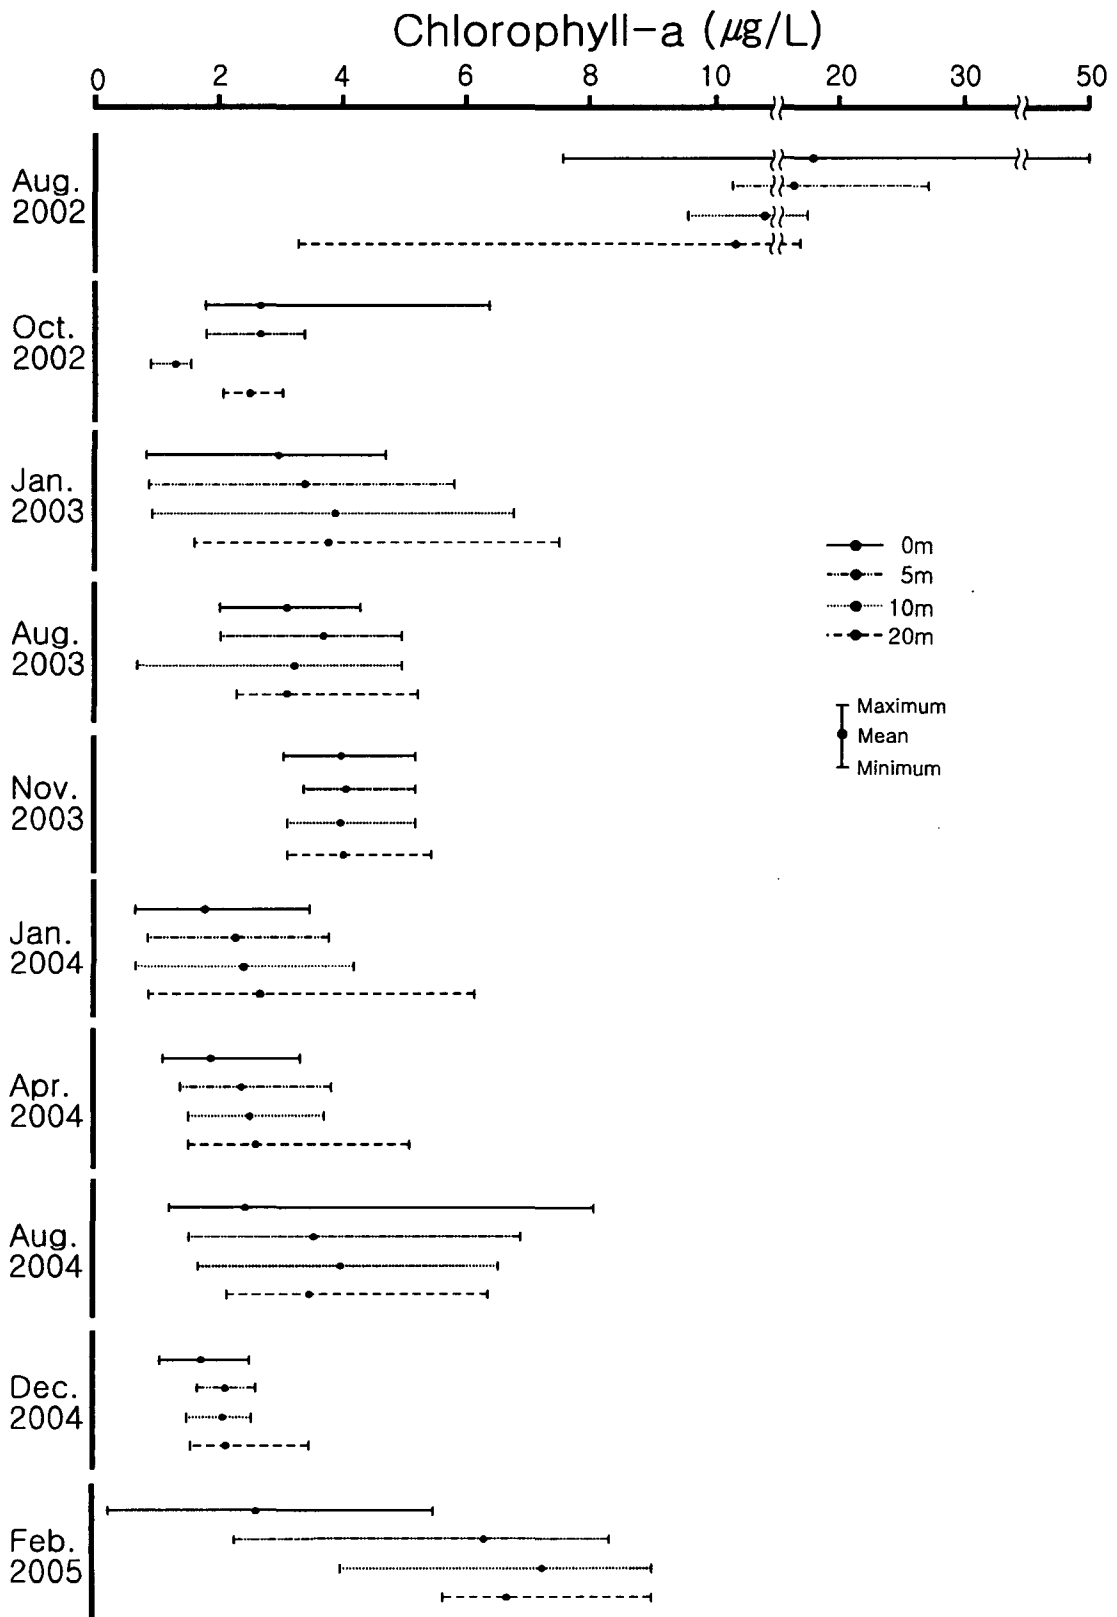 Chlorophyll-a (μg/L)
0 2 4 6 8 10 20 30 50
Aug.
2002
Oct.
2002
Jan.
2003
0m
5m
10m
20m
Aug.
2003
Maximum
Mean
Minimum
Nov.
2003
Jan.
2004
Apr.
2004
Aug.
2004
Dec.
2004
Feb.
2005